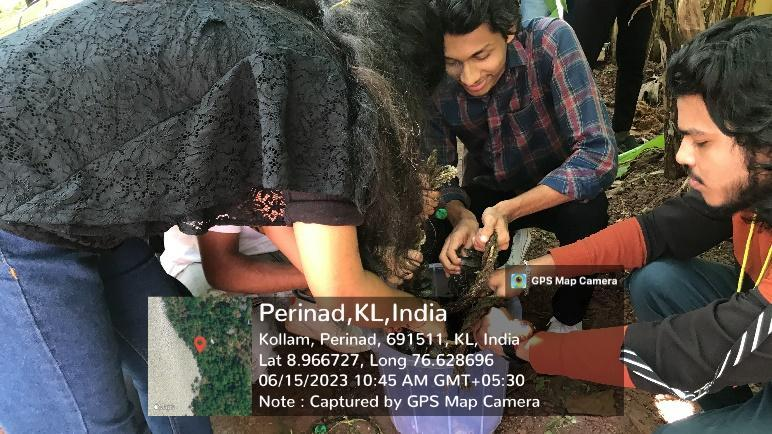 GPS Map Camera
Perinad,KL,India
Kollam, Perinad, 691511, KL, India
Lat 8.966727, Long 76.628696
06/15/2023 10:45 AM GMT+05:30
Note : Captured by GPS Map Camera
Google